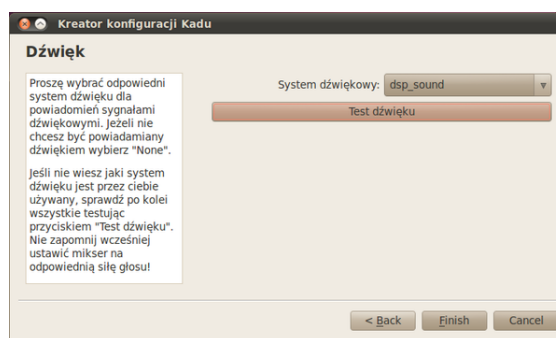 Kreator konfiguracji Kadu
Dźwięk
Proszę wybrać odpowiedni
system dźwięku dla
powiadomień sygnałami
dźwiękowymi. Jeżeli nie
chcesz być powiadamiany
dźwiękiem wybierz "None".
Jeśli nie wiesz jaki system
dźwięku jest przez ciebie
używany, sprawdź po kolei
wszystkie testując
przyciskiem "Test dźwięku".
Nie zapomnij wcześniej
ustawić mikser na
odpowiednią siłę głosu!
System dźwiękowy: dsp_sound
Test dźwięku
< Back Finish Cancel